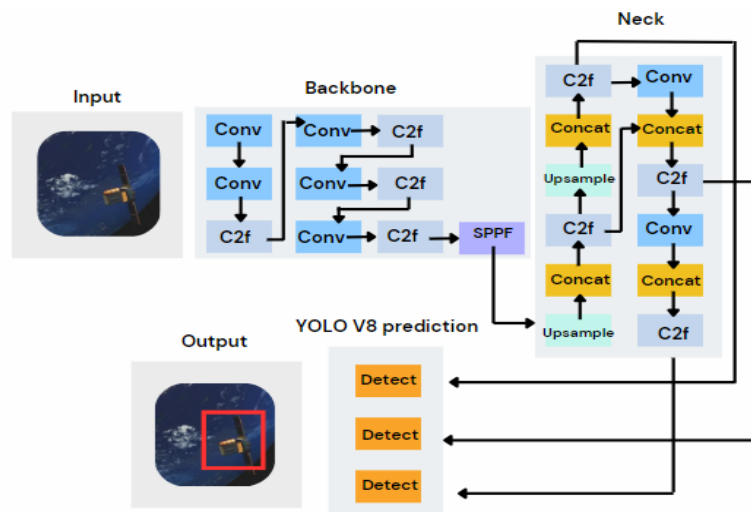 Neck
Backbone
Input
Conv
Conv
C2f
Conv
C2f
Conv
C2f
Conv
C2f
SPPF
C2f
Concat
Upsample
C2f
Concat
Upsample
Conv
Concat
C2f
Conv
Concat
C2f
YOLO V8 prediction
Output
Detect
Detect
Detect